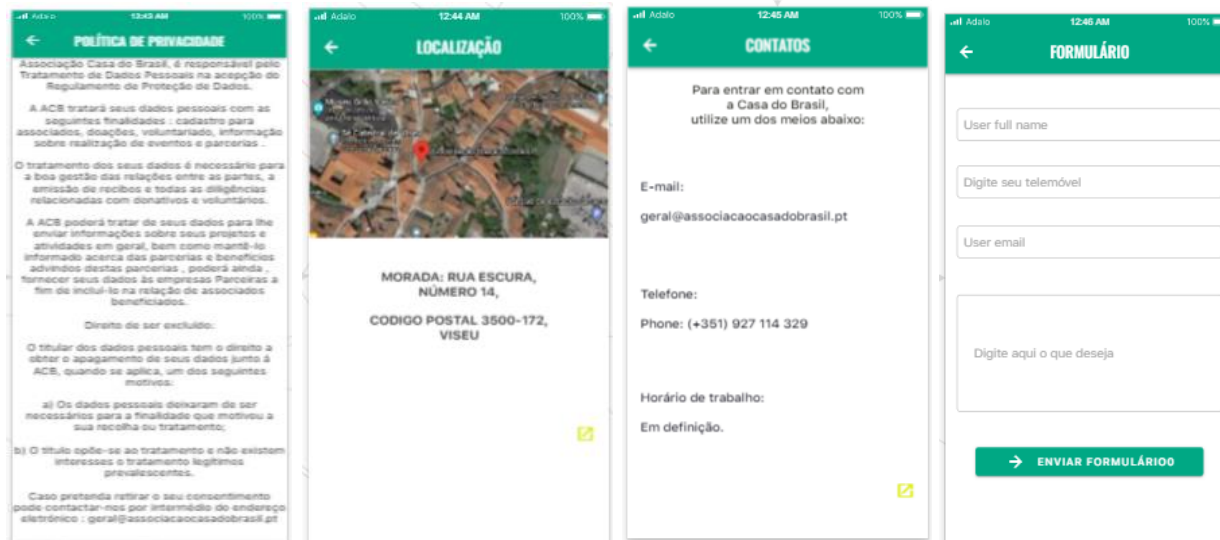 Adalo 12:43 AM 100%
POLÍTICA DE PRIVACIDADE
Associação Casa do Brasil, é responsável pelo
Tratamento de Dados Pessoais na acepção do
Regulamento de Proteção de Dados.
A ACB tratará seus dados pessoais com as
seguintes finalidades : cadastro para
associados, doações, voluntariado, informação
sobre realização de eventos e parcerias .
O tratamento dos seus dados é necessário para
a boa gestão das relações entre as partes, a
emissão de recibos e todas as diligências
relacionadas com donativos e voluntários.
A ACB poderá tratar de seus dados para lhe
enviar informações sobre seus projetos e
atividades em geral, bem como mantê-lo
informado acerca das parcerias e benefícios
advindos destas parcerias , poderá ainda ,
fornecer seus dados às empresas Parceiras a
fim de incluí-lo na relação de associados
beneficiados.
Direito de ser excluído:
O titular dos dados pessoais tem o direito a
obter o apagamento de seus dados junto à
ACB, quando se aplica, um dos seguintes
motivos:
a) Os dados pessoais deixaram de ser
necessários para a finalidade que motivou a
sua recolha ou tratamento;
b) O título opõe-se ao tratamento e não existem
interesses o tratamento legítimos
prevalescentes.
Caso pretenda retirar o seu consentimento
pode contactar-nos por intermédio do endereço
eletrónico : geral@associacaocasadobrasil.pt
Adalo 12:44 AM 100%
LOCALIZAÇÃO
MORADA: RUA ESCURA,
NÚMERO 14,
CODIGO POSTAL 3500-172,
VISEU
Adalo 12:45 AM 100%
CONTATOS
Para entrar em contato com
a Casa do Brasil,
utilize um dos meios abaixo:
E-mail:
geral@associacaocasadobrasil.pt
Telefone:
Phone: (+351) 927 114 329
Horário de trabalho:
Em definição.
Adalo 12:46 AM 100%
FORMULÁRIO
User full name
Digite seu telemóvel
User email
Digite aqui o que deseja
ENVIAR FORMULÁRIO0